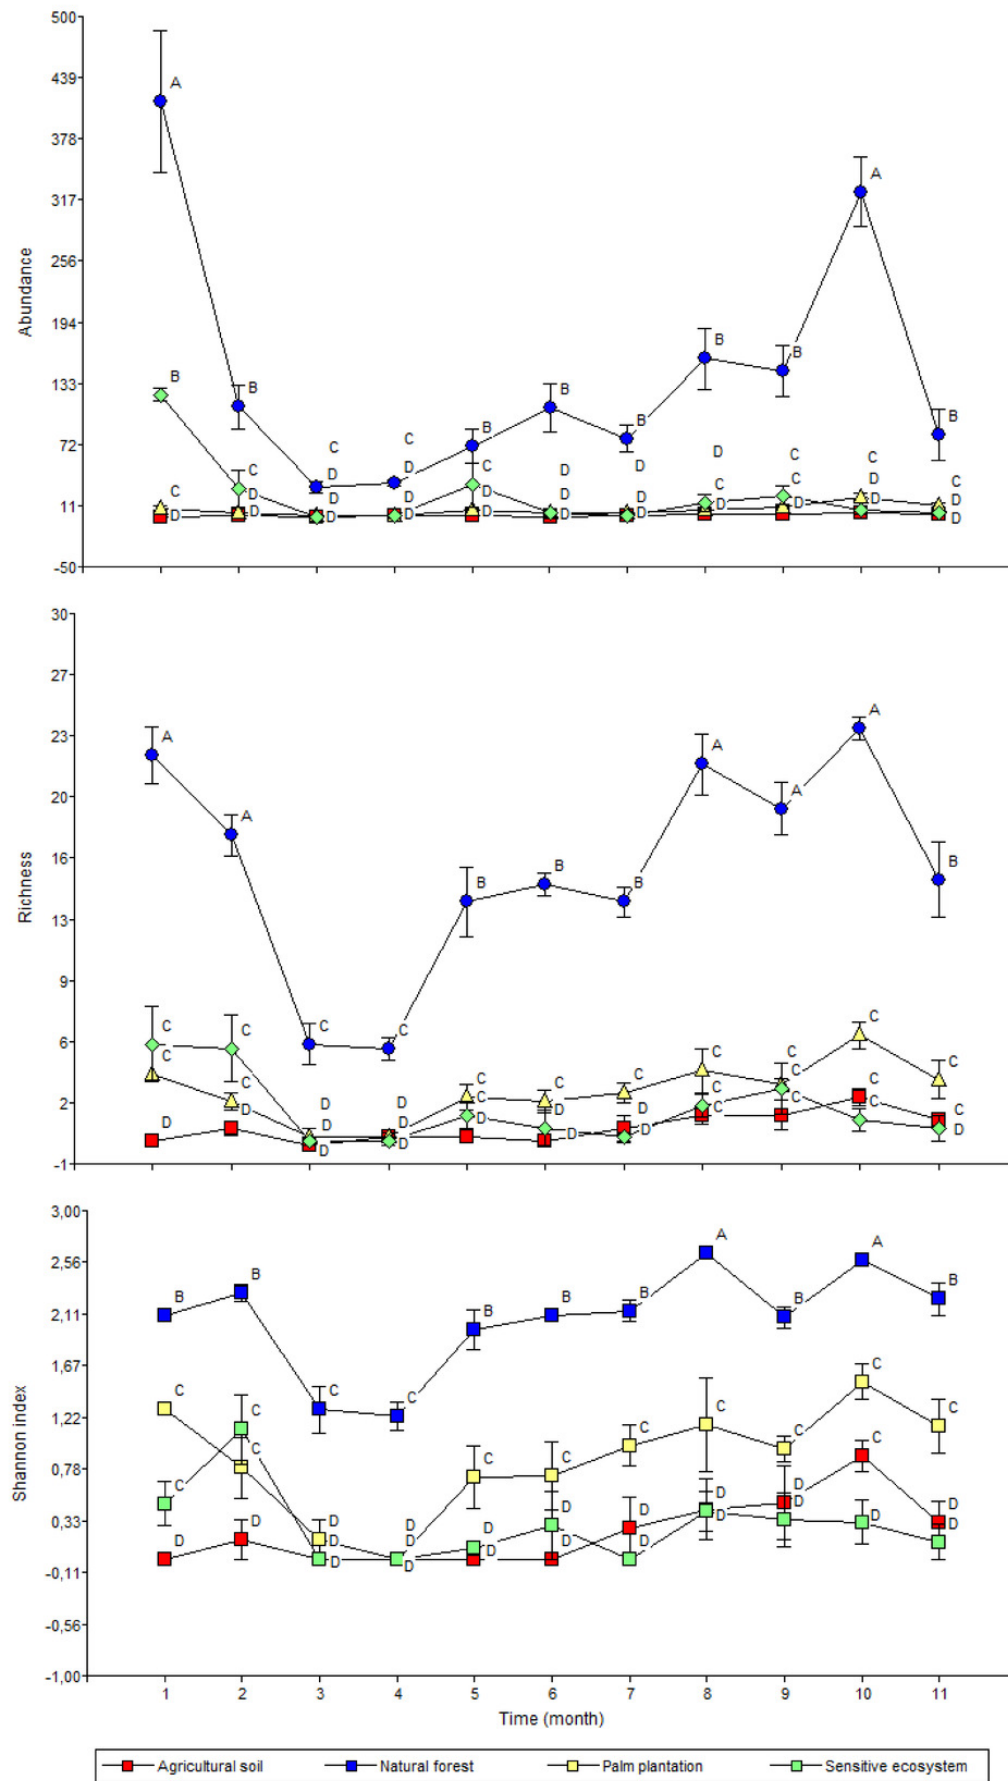 500
439
378
317
256
194
133
72
11
-50
Abundance
A
B
C
D
B
C
D
D
C
D
D
D
C
D
D
D
B
C
D
D
B
D
D
D
D
B
D
D
D
B
D
C
D
D
B
C
C
D
D
A
C
D
D
B
C
D
D
30
27
23
20
16
13
9
6
2
-1
Richness
A
C
C
D
A
C
D
C
D
D
C
D
D
B
C
C
D
B
C
D
D
B
C
D
D
A
C
C
C
A
C
C
C
A
C
C
C
B
C
C
D
3,00
2,56
2,11
1,67
1,22
0,78
0,33
-0,11
-0,56
-1,00
Shannon index
B
C
C
D
B
C
C
D
C
D
D
D
C
D
D
D
B
C
D
D
B
C
D
D
B
C
D
D
A
C
D
D
B
C
D
D
A
C
C
D
B
C
D
D
1 2 3 4 5 6 7 8 9 10 11
Time (month)
Agricultural soil Natural forest Palm plantation Sensitive ecosystem